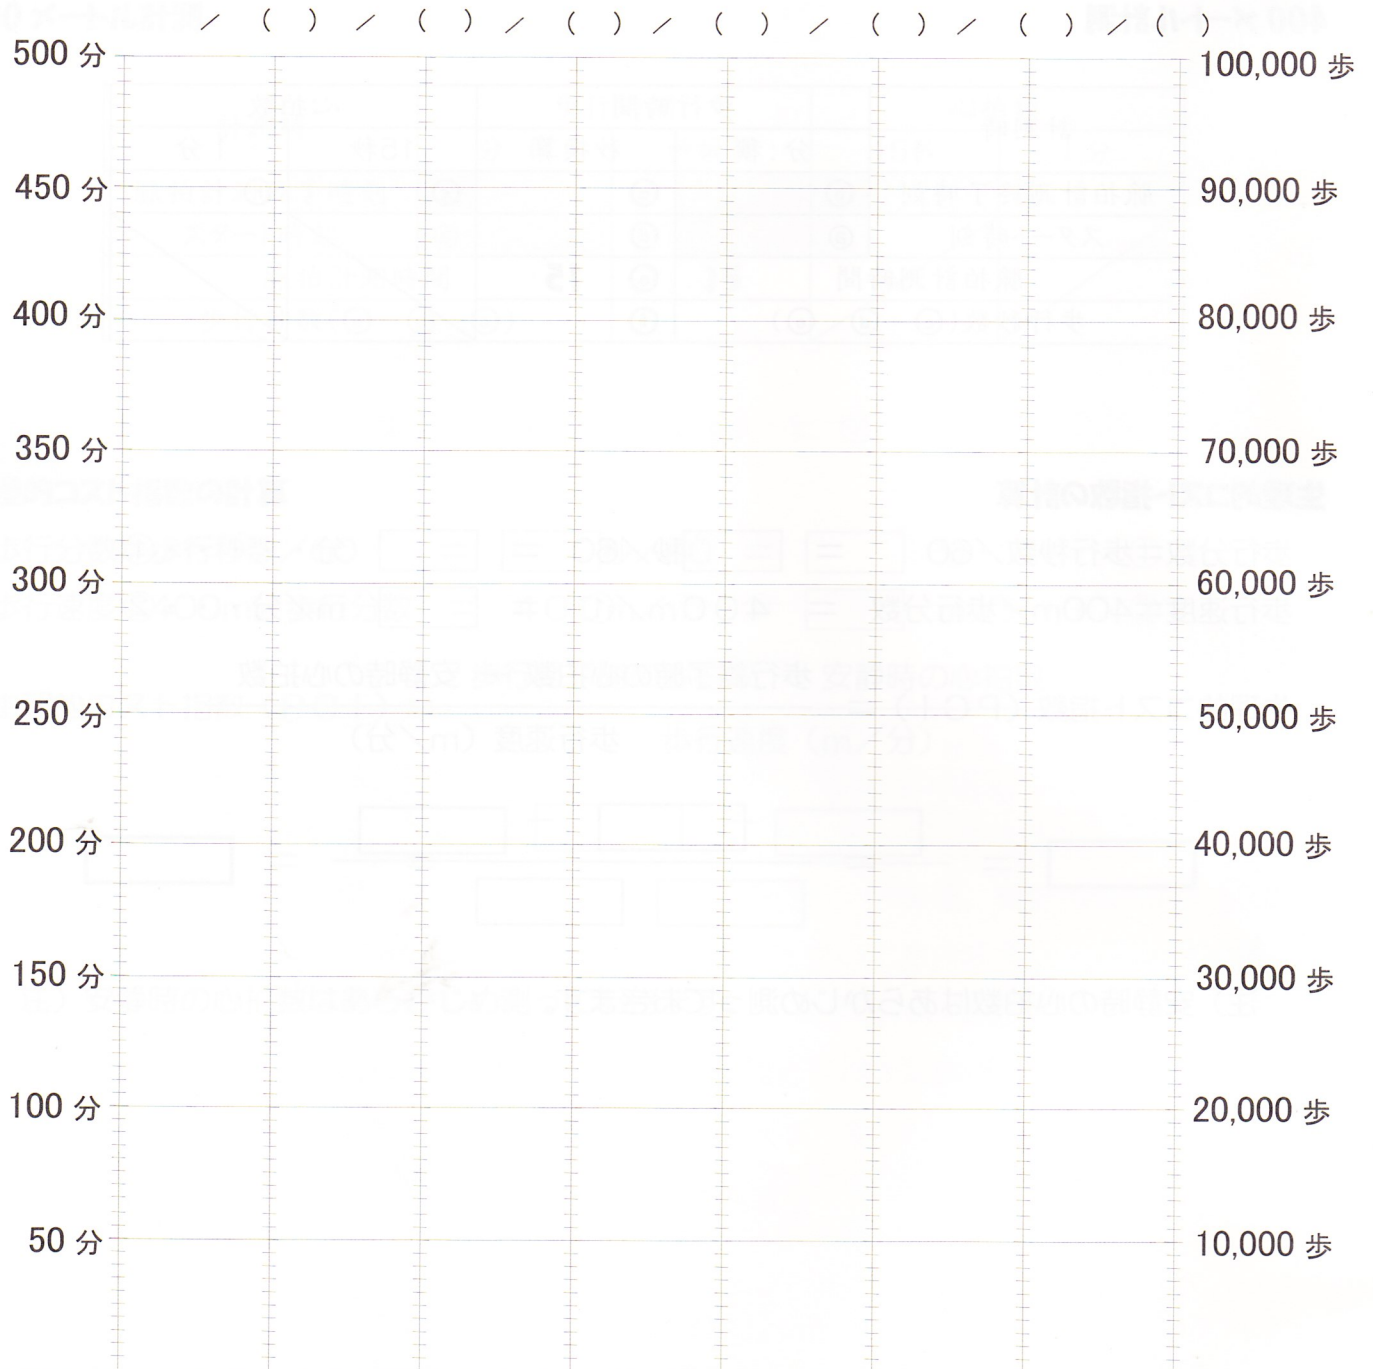 ／ （ ） ／ （ ） ／ （ ） ／ （ ） ／ （ ） ／ （ ） ／ （ ）
500 分 100,000 歩
450 分 90,000 歩
400 分 80,000 歩
350 分 70,000 歩
300 分 60,000 歩
250 分 50,000 歩
200 分 40,000 歩
150 分 30,000 歩
100 分 20,000 歩
50 分 10,000 歩